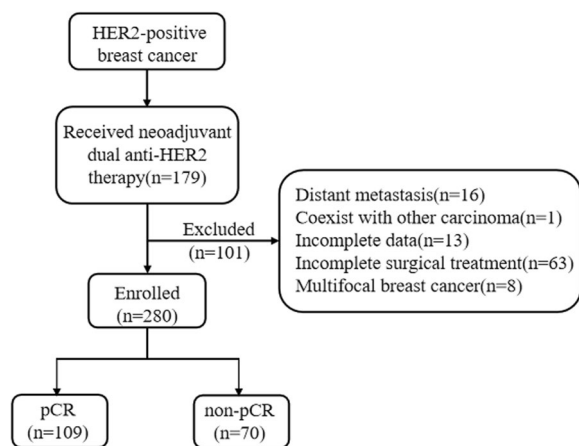 HER2-positive
breast cancer
Received neoadjuvant
dual anti-HER2
therapy(n=179)
Excluded
(n=101)
Distant metastasis(n=16)
Coexist with other carcinoma(n=1)
Incomplete data(n=13)
Incomplete surgical treatment(n=63)
Multifocal breast cancer(n=8)
Enrolled
(n=280)
pCR
(n=109)
non-pCR
(n=70)